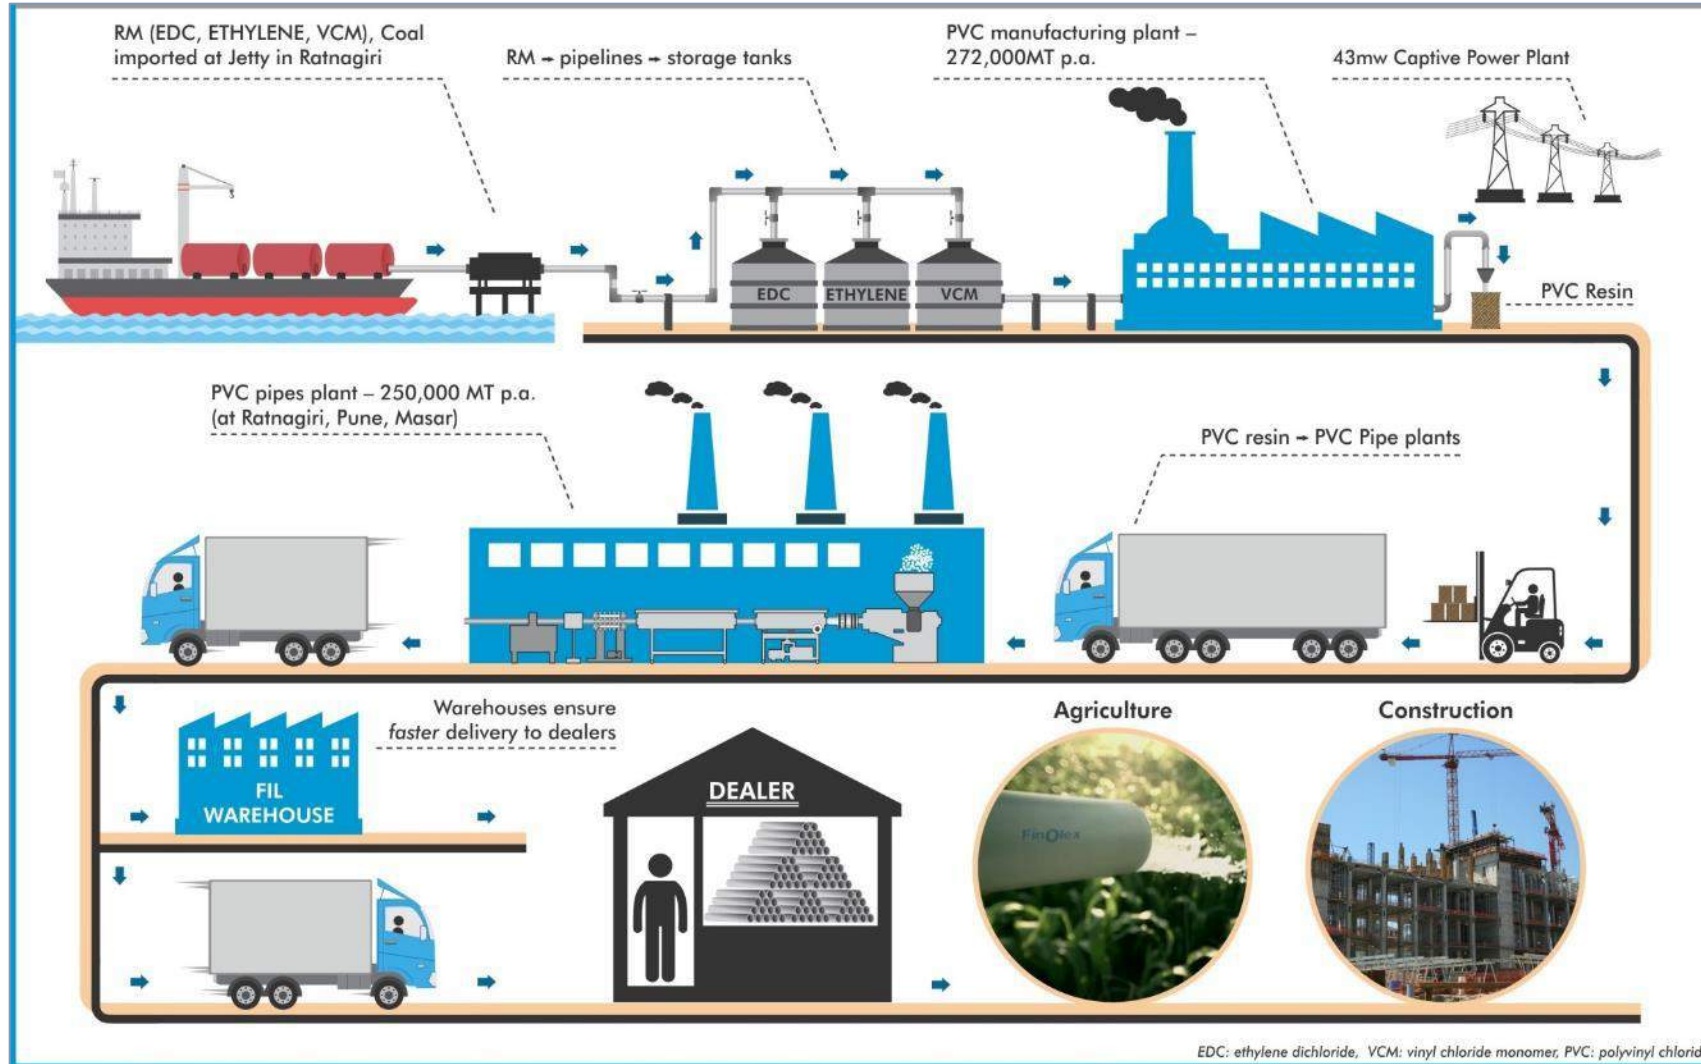 RM (EDC, ETHYLENE, VCM), Coal
imported at Jetty in Ratnagiri
RM → pipelines → storage tanks
PVC manufacturing plant –
272,000MT p.a.
43mw Captive Power Plant
EDC
ETHYLENE
VCM
PVC Resin
PVC pipes plant – 250,000 MT p.a.
(at Ratnagiri, Pune, Masar)
PVC resin → PVC Pipe plants
Warehouses ensure
faster delivery to dealers
FIL
WAREHOUSE
DEALER
Agriculture
Construction
FinOlex
EDC: ethylene dichloride, VCM: vinyl chloride monomer, PVC: polyvinyl chlorid